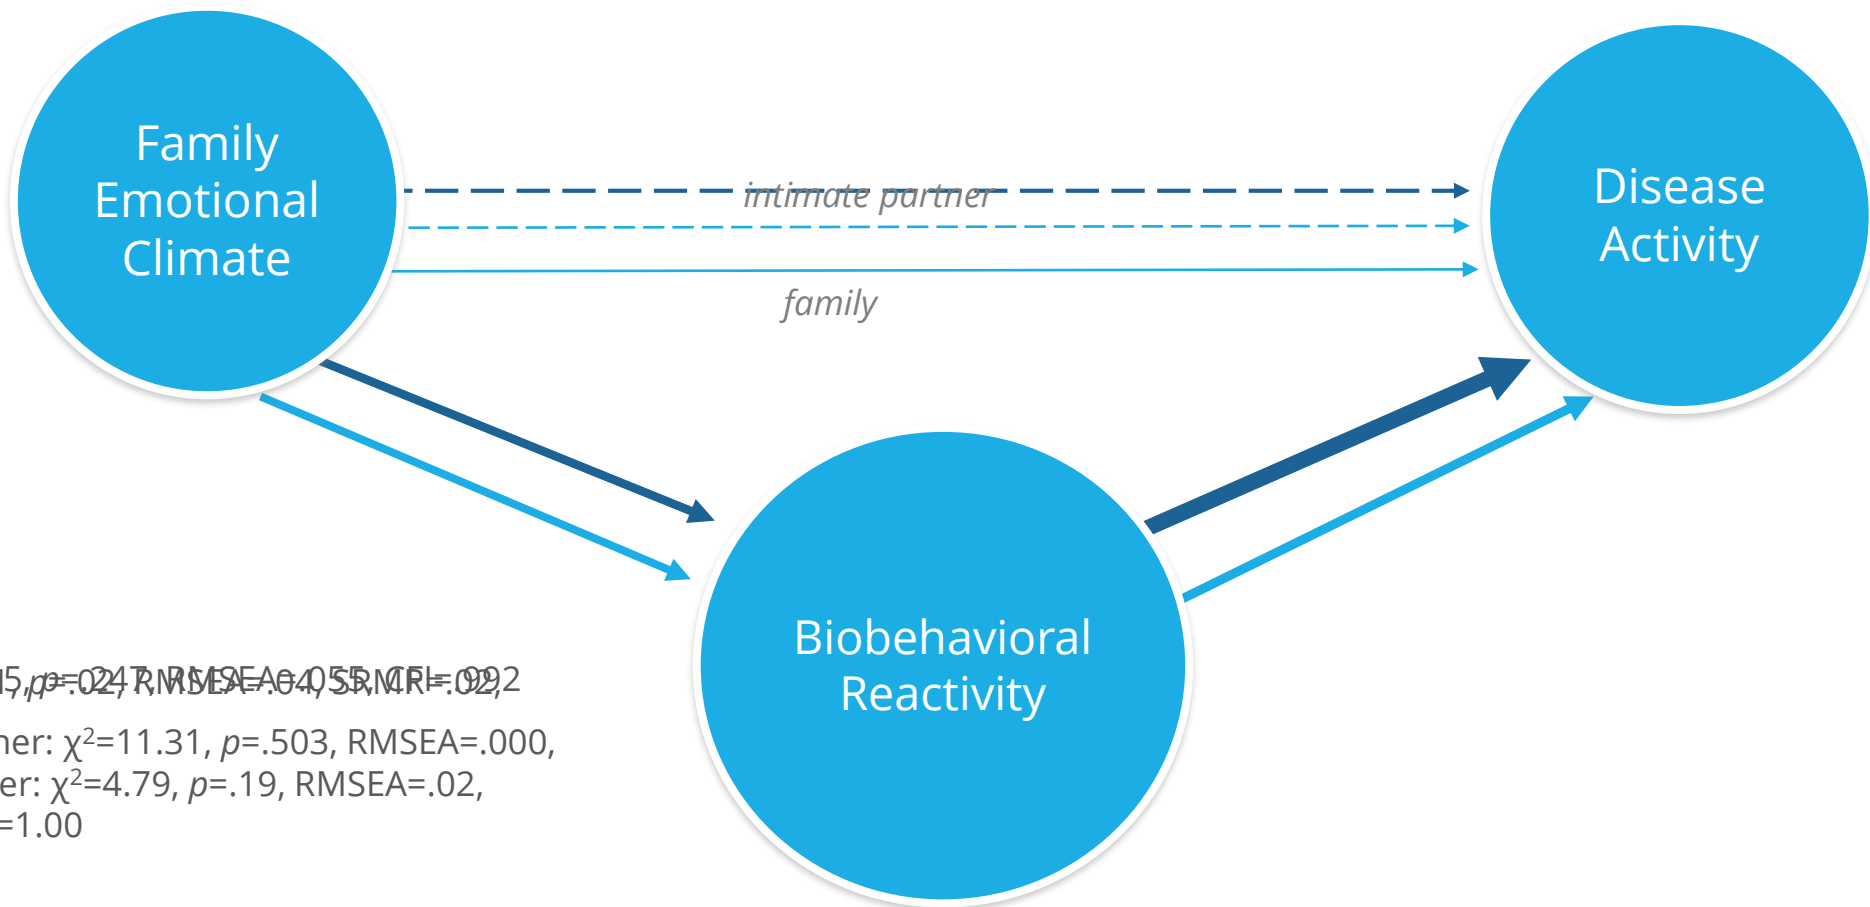 Family
Emotional
Climate
intimate partner
family
Disease
Activity
Biobehavioral
Reactivity
her: χ²=11.31, p=.503, RMSEA=.000,
er: χ²=4.79, p=.19, RMSEA=.02,
=1.00